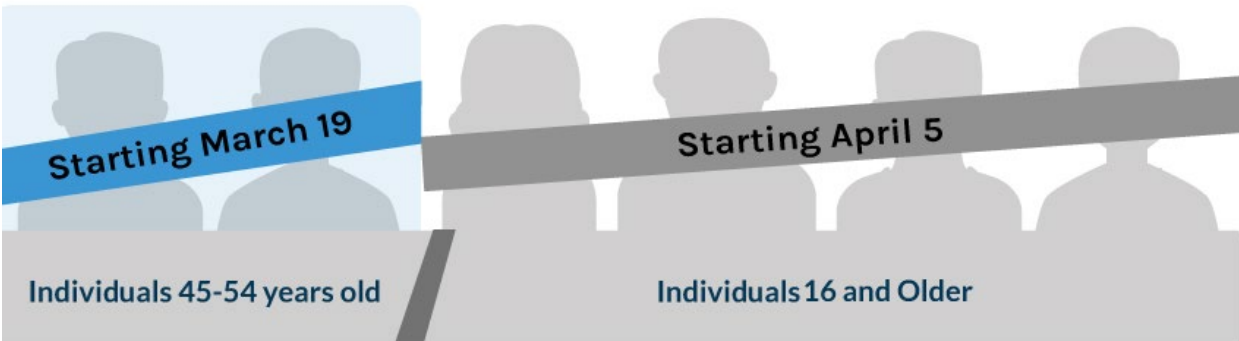 Starting March 19
Starting April 5
Individuals 45-54 years old
Individuals 16 and Older